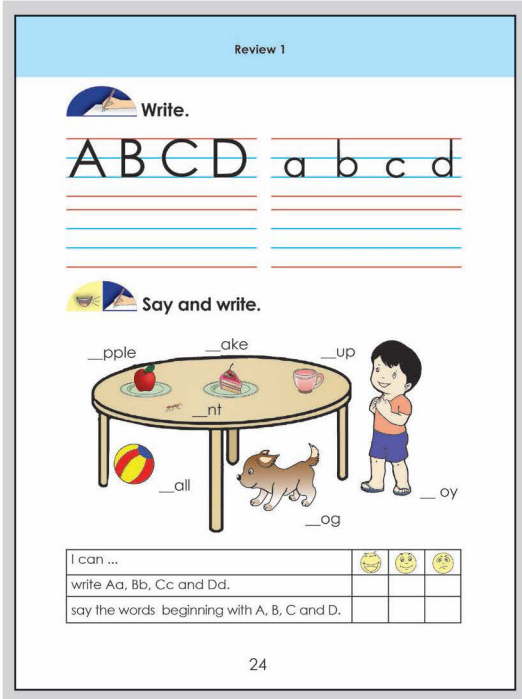 Review 1
Write.
A B C D a b c d
Say and write.
__pple
__ake
__up
__nt
__all
__og
__ oy
I can ...
write Aa, Bb, Cc and Dd.
say the words beginning with A, B, C and D.
24